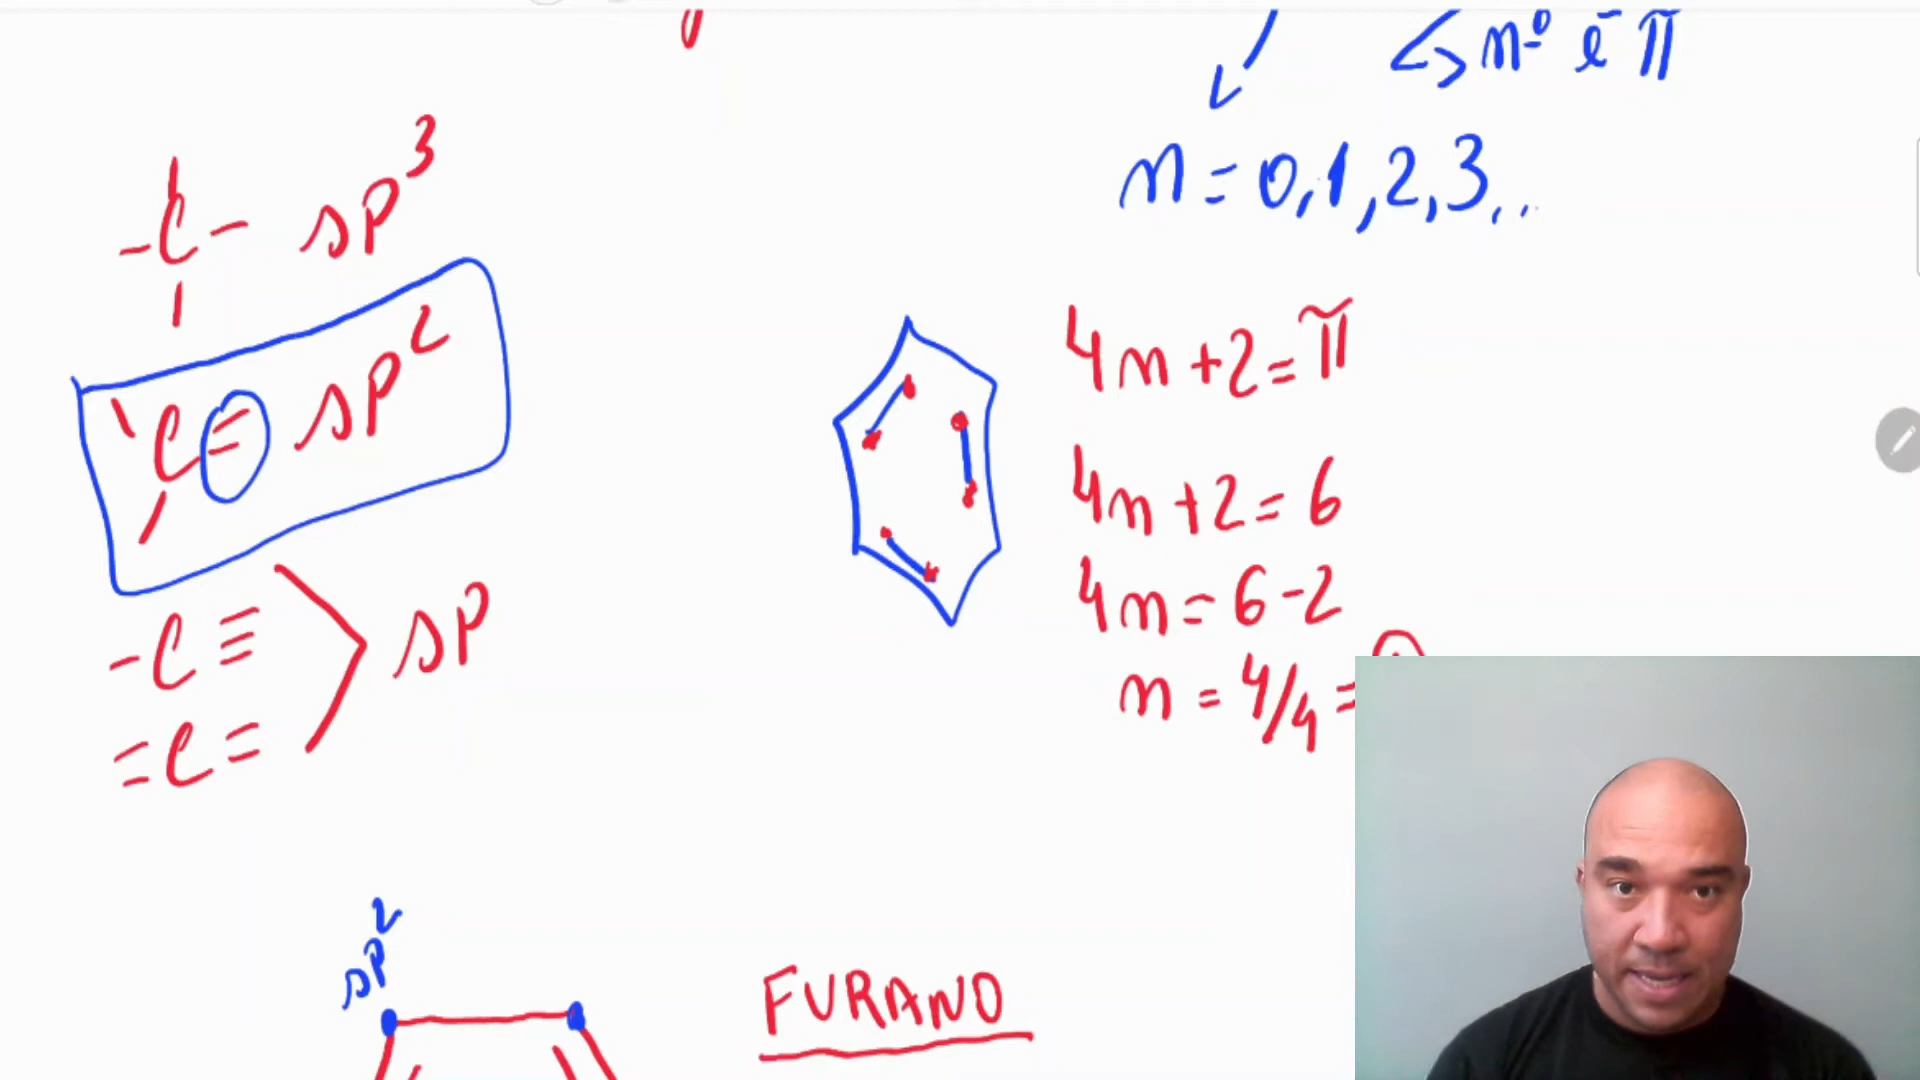 nº e⁻ π
n = 0, 1, 2, 3, ..
-C- sp³
C= sp²
-C≡
=C=
sp
4n + 2 = π
4n + 2 = 6
4n = 6 - 2
n = 4/4 =
sp²
FURANO